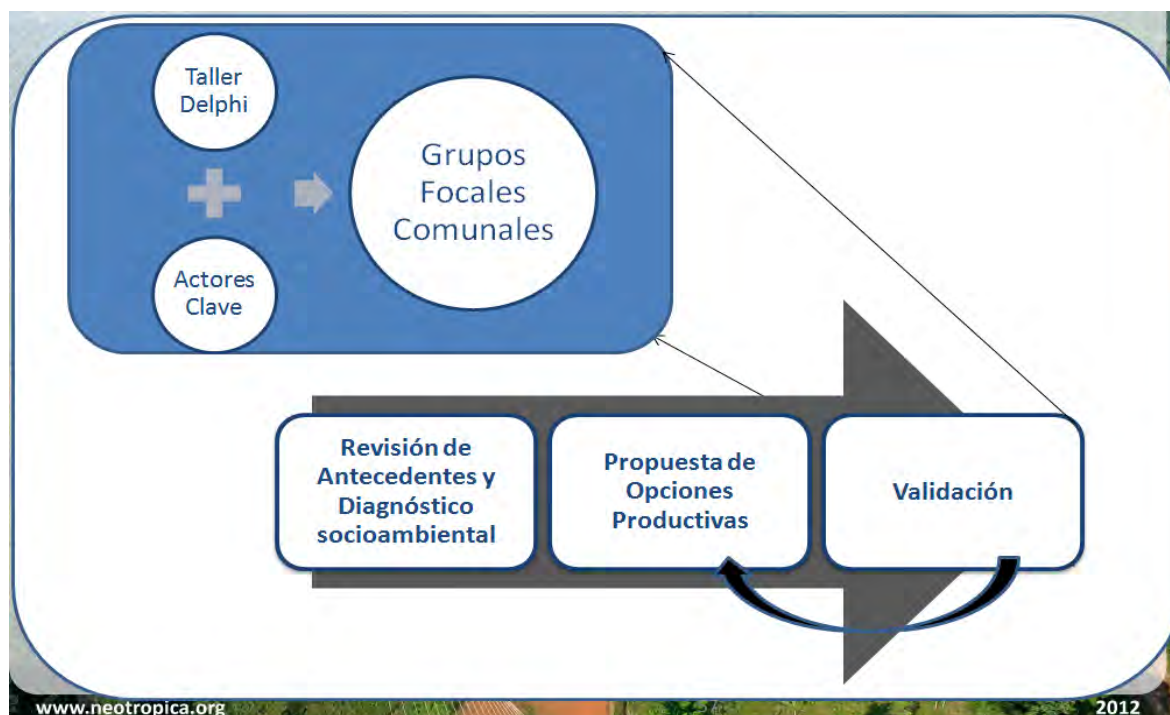 Taller
Delphi
Actores
Clave
Grupos
Focales
Comunales
Revisión de
Antecedentes y
Diagnóstico
socioambiental
Propuesta de
Opciones
Productivas
Validación
www.neotropica.org
2012